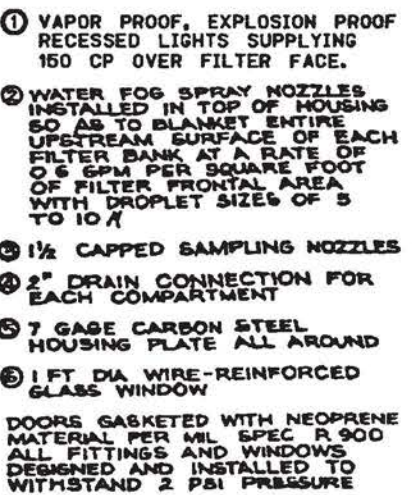 ① VAPOR PROOF, EXPLOSION PROOF
RECESSED LIGHTS SUPPLYING
150 CP OVER FILTER FACE.
② WATER FOG SPRAY NOZZLES
INSTALLED IN TOP OF HOUSING
SO AS TO BLANKET ENTIRE
UPSTREAM SURFACE OF EACH
FILTER BANK AT A RATE OF
0 6 GPM PER SQUARE FOOT
OF FILTER FRONTAL AREA
WITH DROPLET SIZES OF 5
TO 10 μ
③ 1½ CAPPED SAMPLING NOZZLES
④ 2" DRAIN CONNECTION FOR
EACH COMPARTMENT
⑤ 7 GAGE CARBON STEEL
HOUSING PLATE ALL AROUND
⑥ 1 FT DIA WIRE-REINFORCED
GLASS WINDOW
DOORS GASKETED WITH NEOPRENE
MATERIAL PER MIL SPEC R 900
ALL FITTINGS AND WINDOWS
DESIGNED AND INSTALLED TO
WITHSTAND 2 PSI PRESSURE